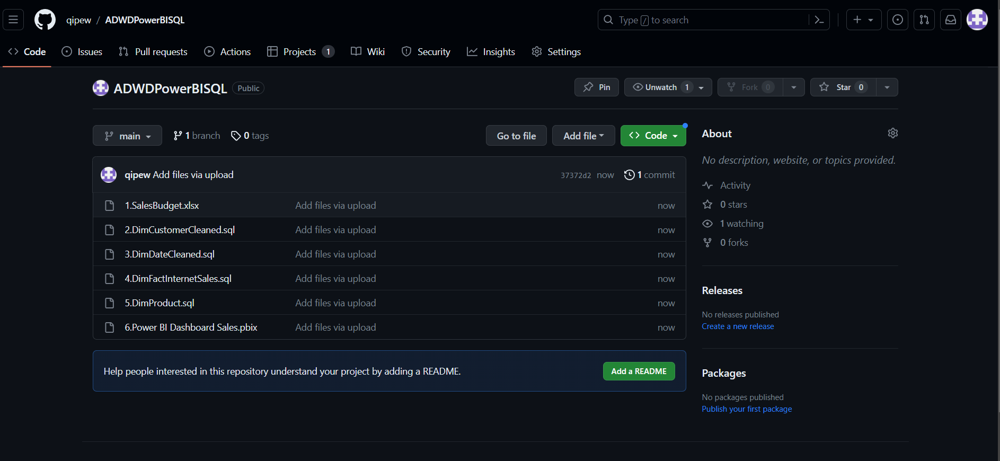 qipew / ADWDPowerBISQL
Type / to search
Code Issues Pull requests Actions Projects 1 Wiki Security Insights Settings
ADWDPowerBISQL Public
Pin Unwatch 1 Fork 0 Star 0
main 1 branch 0 tags
Go to file Add file Code
qipew Add files via upload 37372d2 now 1 commit
1.SalesBudget.xlsx Add files via upload now
2.DimCustomerCleaned.sql Add files via upload now
3.DimDateCleaned.sql Add files via upload now
4.DimFactInternetSales.sql Add files via upload now
5.DimProduct.sql Add files via upload now
6.Power BI Dashboard Sales.pbix Add files via upload now
Help people interested in this repository understand your project by adding a README. Add a README
About
No description, website, or topics provided.
Activity
0 stars
1 watching
0 forks
Releases
No releases published
Create a new release
Packages
No packages published
Publish your first package